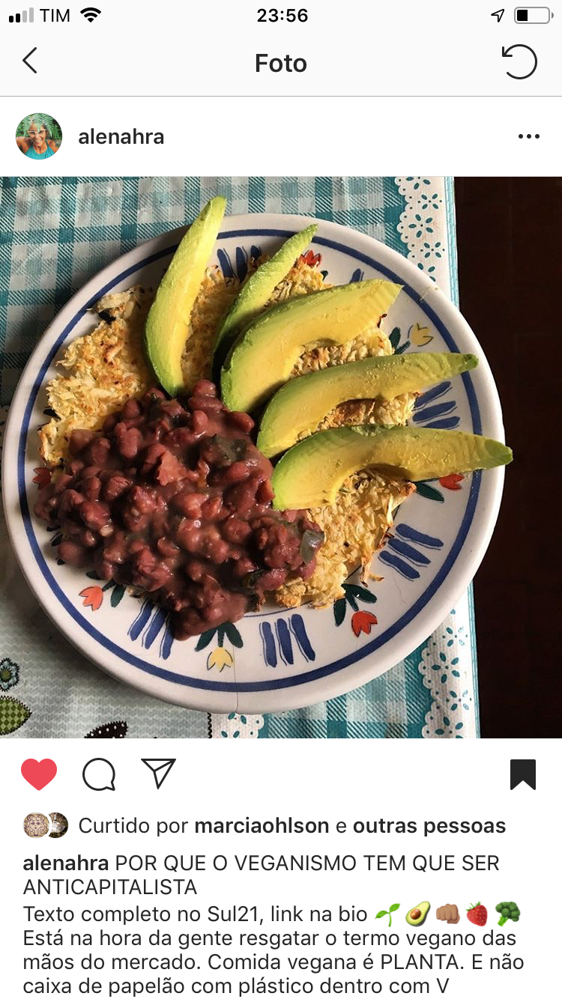 TIM 23:56
Foto
alenahra
Curtido por marciaohlson e outras pessoas
alenahra POR QUE O VEGANISMO TEM QUE SER
ANTICAPITALISTA
Texto completo no Sul21, link na bio 🌱🥑👊🏽🍓🥦
Está na hora da gente resgatar o termo vegano das
mãos do mercado. Comida vegana é PLANTA. E não
caixa de papelão com plástico dentro com V